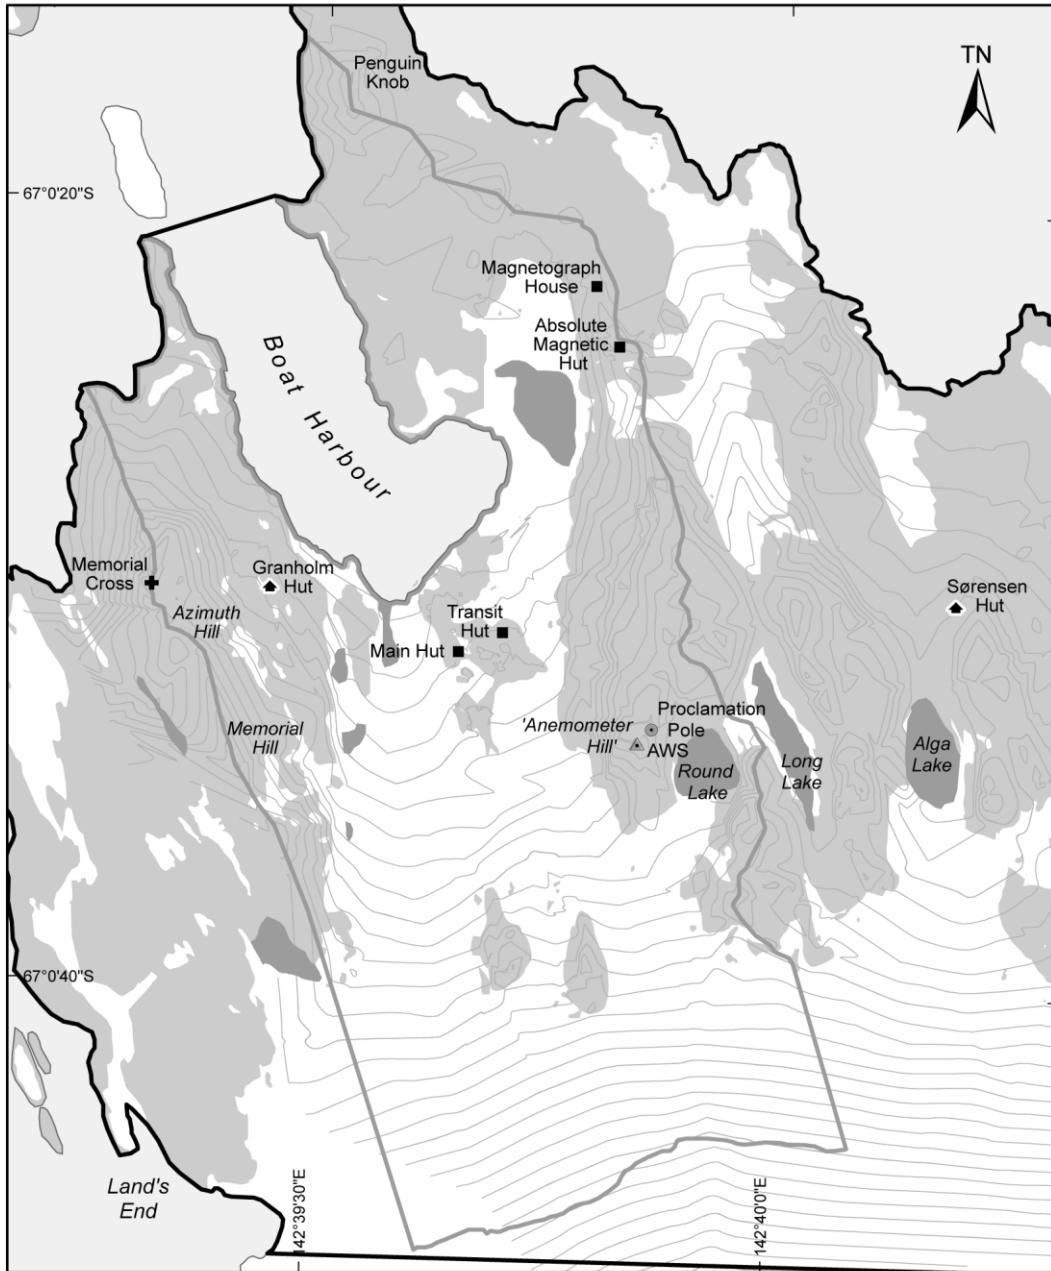 Penguin
Knob
TN
67°0'20"S
Magnetograph
House
Absolute
Magnetic
Hut
Boat Harbour
Memorial
Cross
Granholm
Hut
Azimuth
Hill
Transit
Hut
Main Hut
Sørensen
Hut
Memorial
Hill
'Anemometer
Hill'
Proclamation
Pole
AWS
Round
Lake
Long
Lake
Alga
Lake
67°0'40"S
Land's
End
142°39'30"E
142°40'0"E